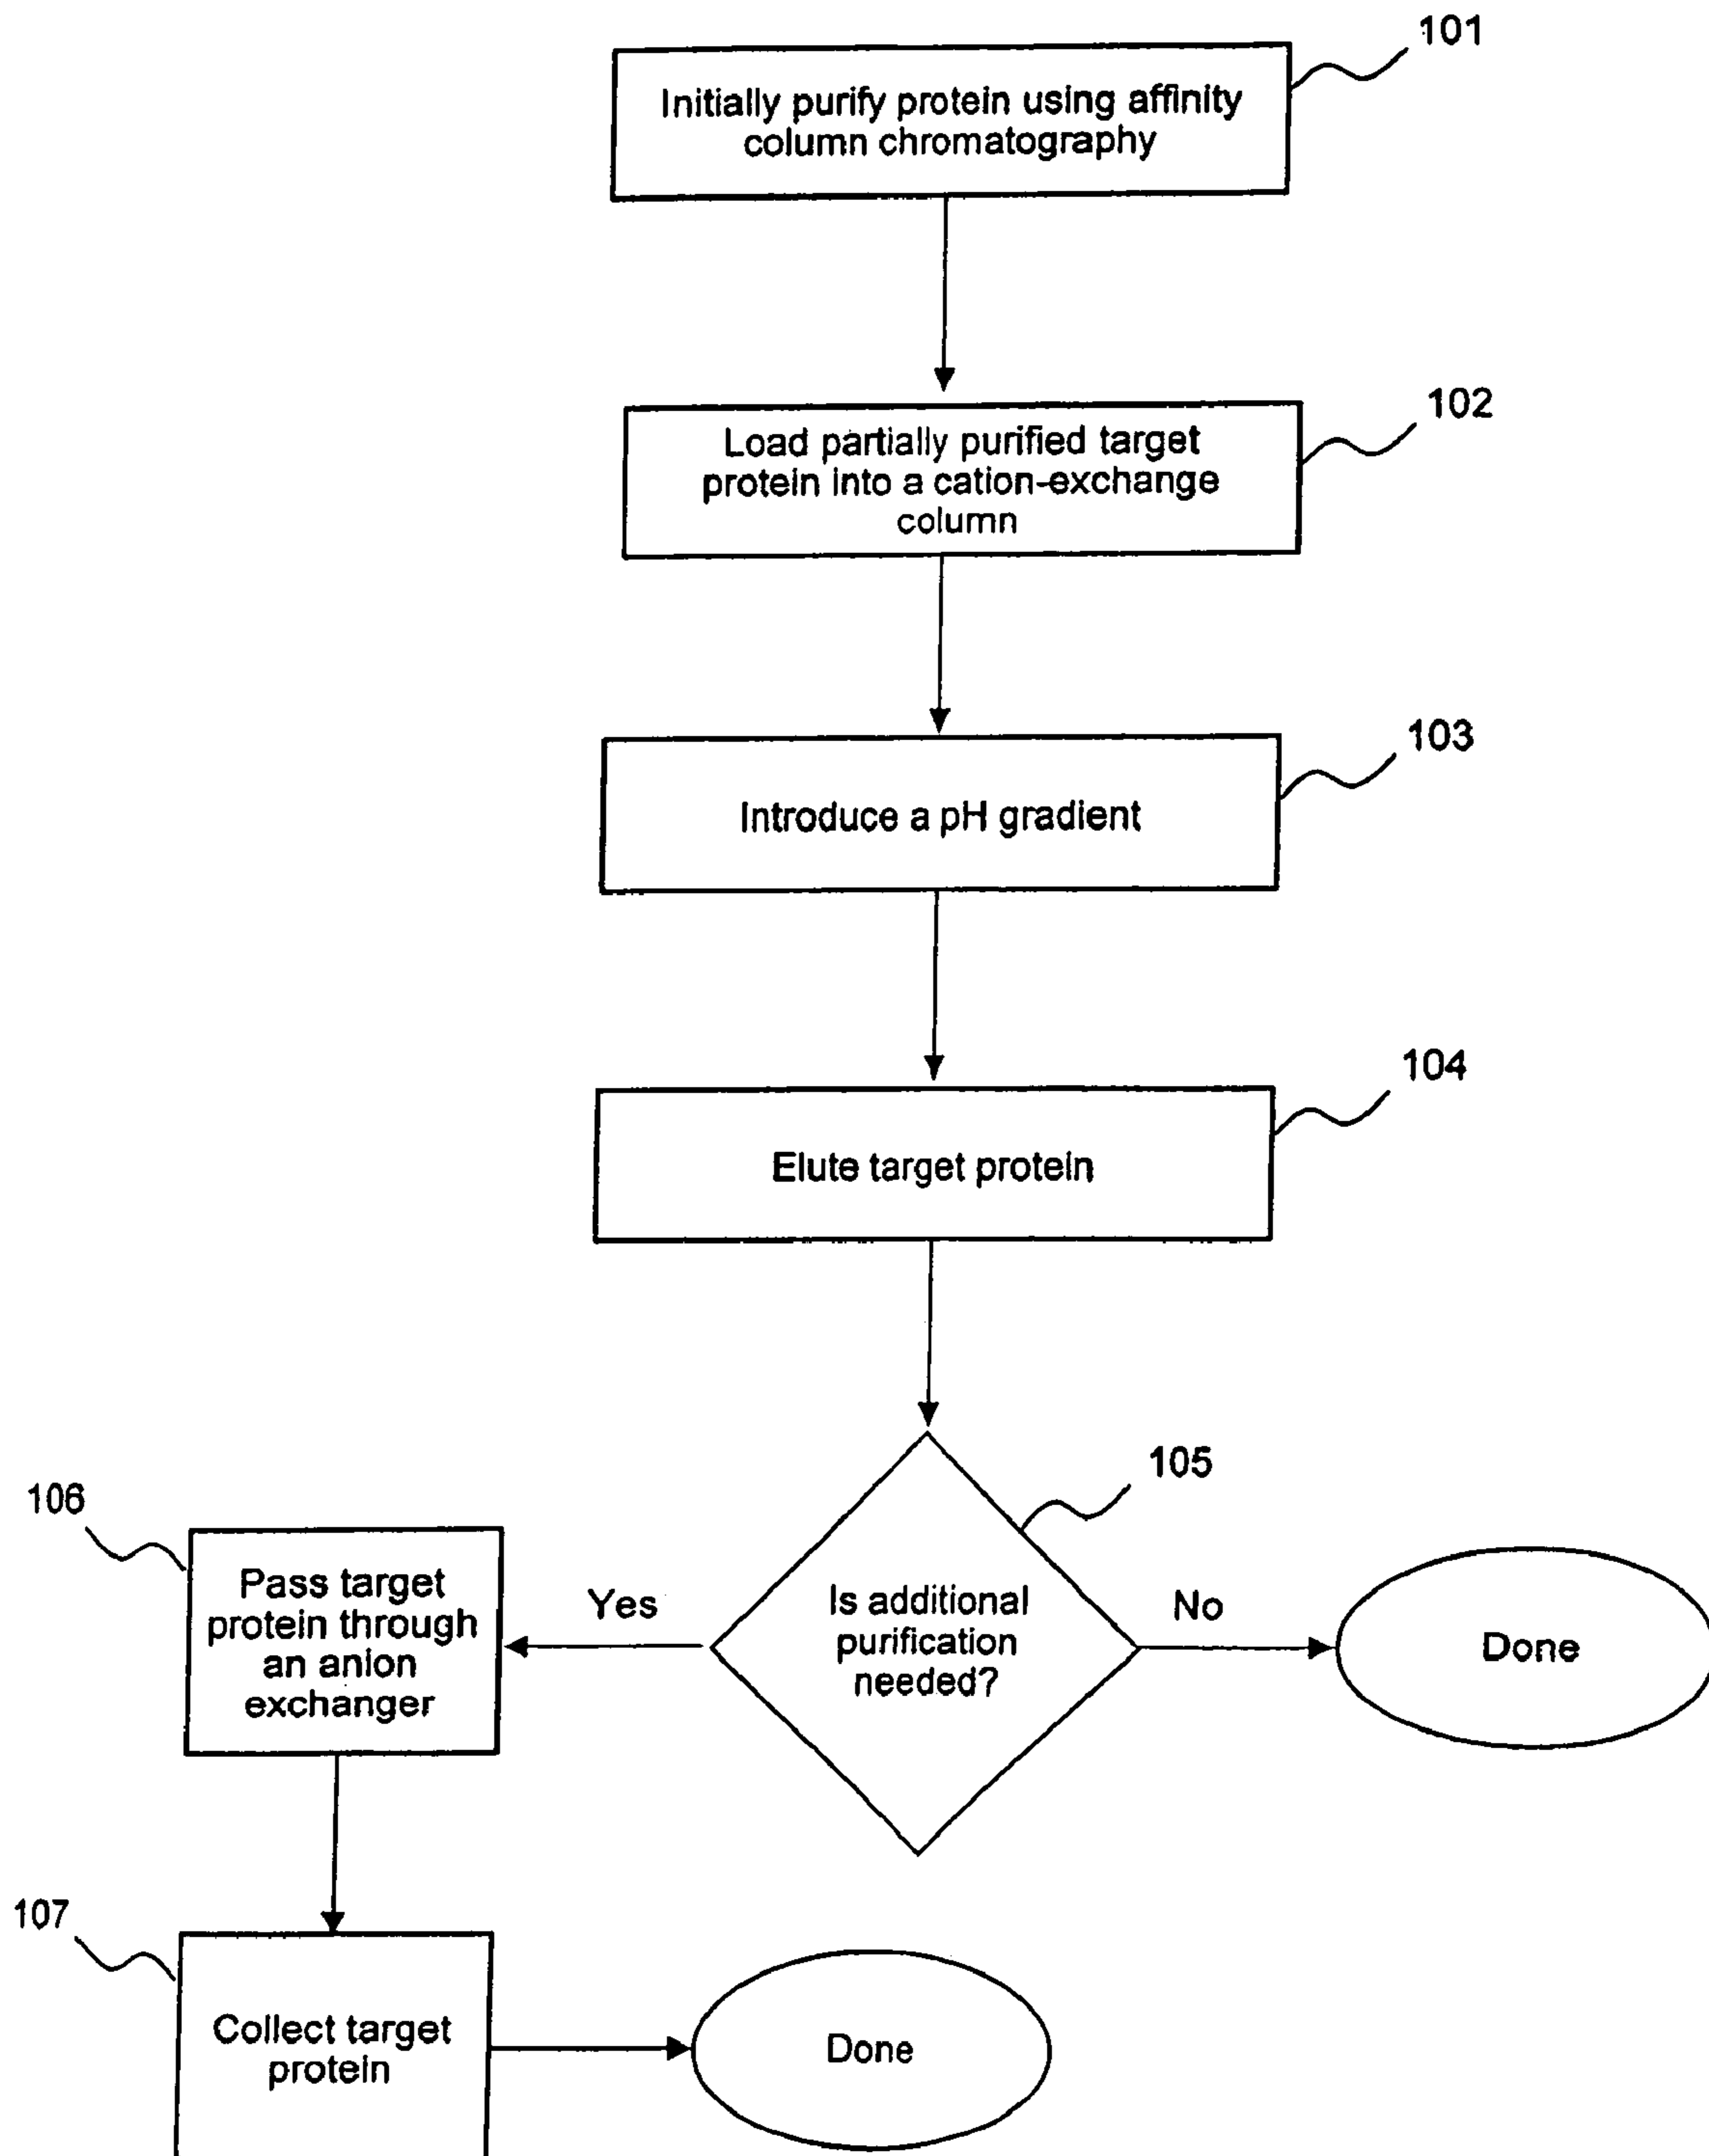 101
Initially purify protein using affinity
column chromatography
102
Load partially purified target
protein into a cation-exchange
column
103
Introduce a pH gradient
104
Elute target protein
105
Is additional
purification
needed?
Yes
No
Done
106
Pass target
protein through
an anion
exchanger
107
Collect target
protein
Done